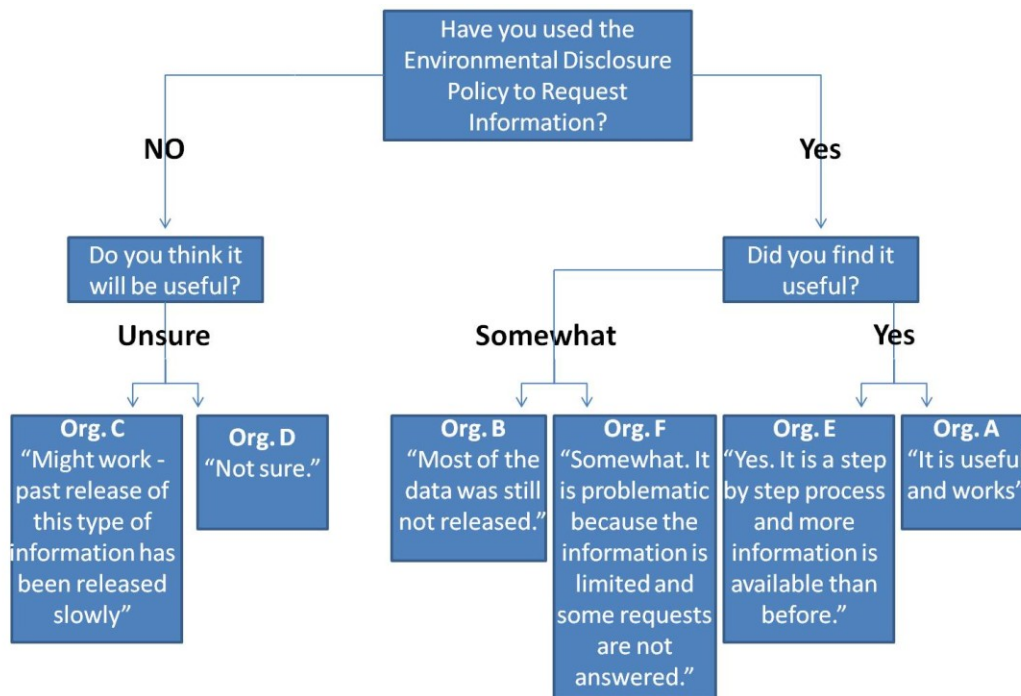 Have you used the
Environmental Disclosure
Policy to Request
Information?
NO
Yes
Do you think it
will be useful?
Did you find it
useful?
Unsure
Somewhat
Yes
Org. C
“Might work -
past release of
this type of
information has
been released
slowly”
Org. D
“Not sure.”
Org. B
“Most of the
data was still
not released.”
Org. F
“Somewhat. It
is problematic
because the
information is
limited and
some requests
are not
answered.”
Org. E
“Yes. It is a step
by step process
and more
information is
available than
before.”
Org. A
“It is useful
and works”